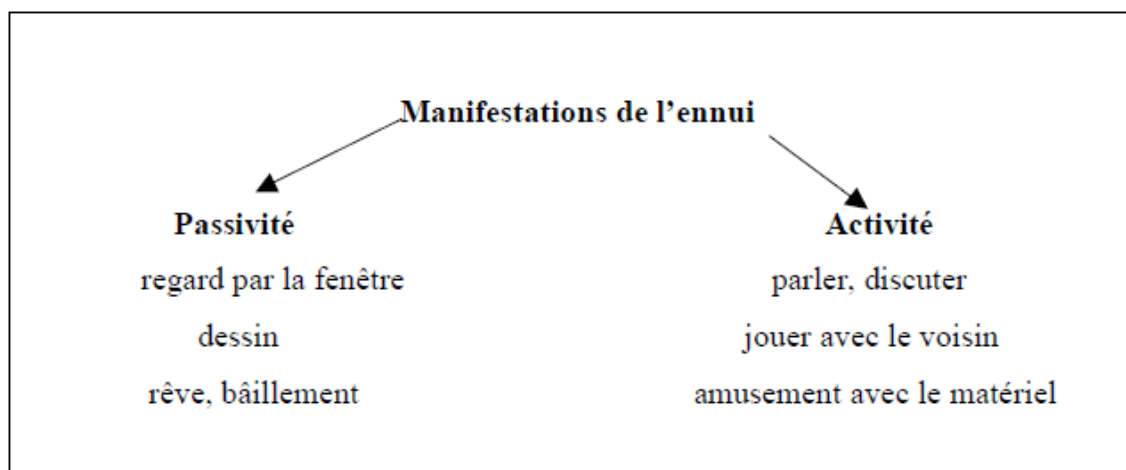 Manifestations de l'ennui
Passivité
regard par la fenêtre
dessin
rêve, bâillement
Activité
parler, discuter
jouer avec le voisin
amusement avec le matériel